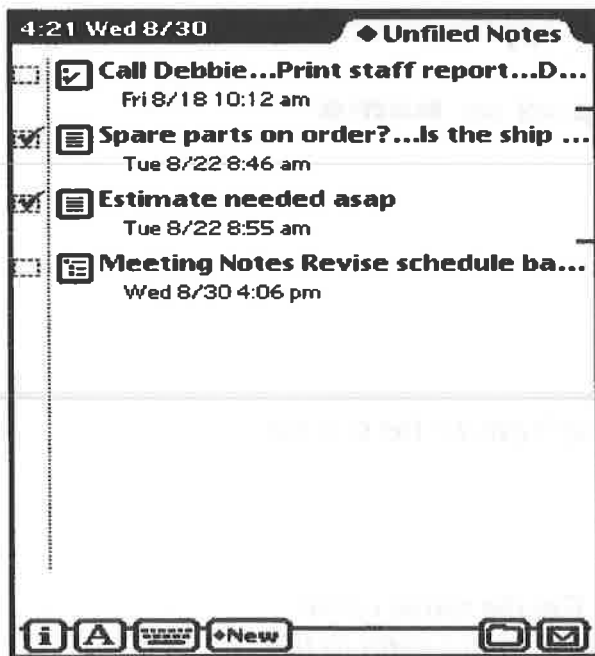 4:21 Wed 8/30
◆Unfiled Notes
Call Debbie...Print staff report...D...
Fri 8/18 10:12 am
Spare parts on order?...Is the ship ...
Tue 8/22 8:46 am
Estimate needed asap
Tue 8/22 8:55 am
Meeting Notes Revise schedule ba...
Wed 8/30 4:06 pm
i A ◆New